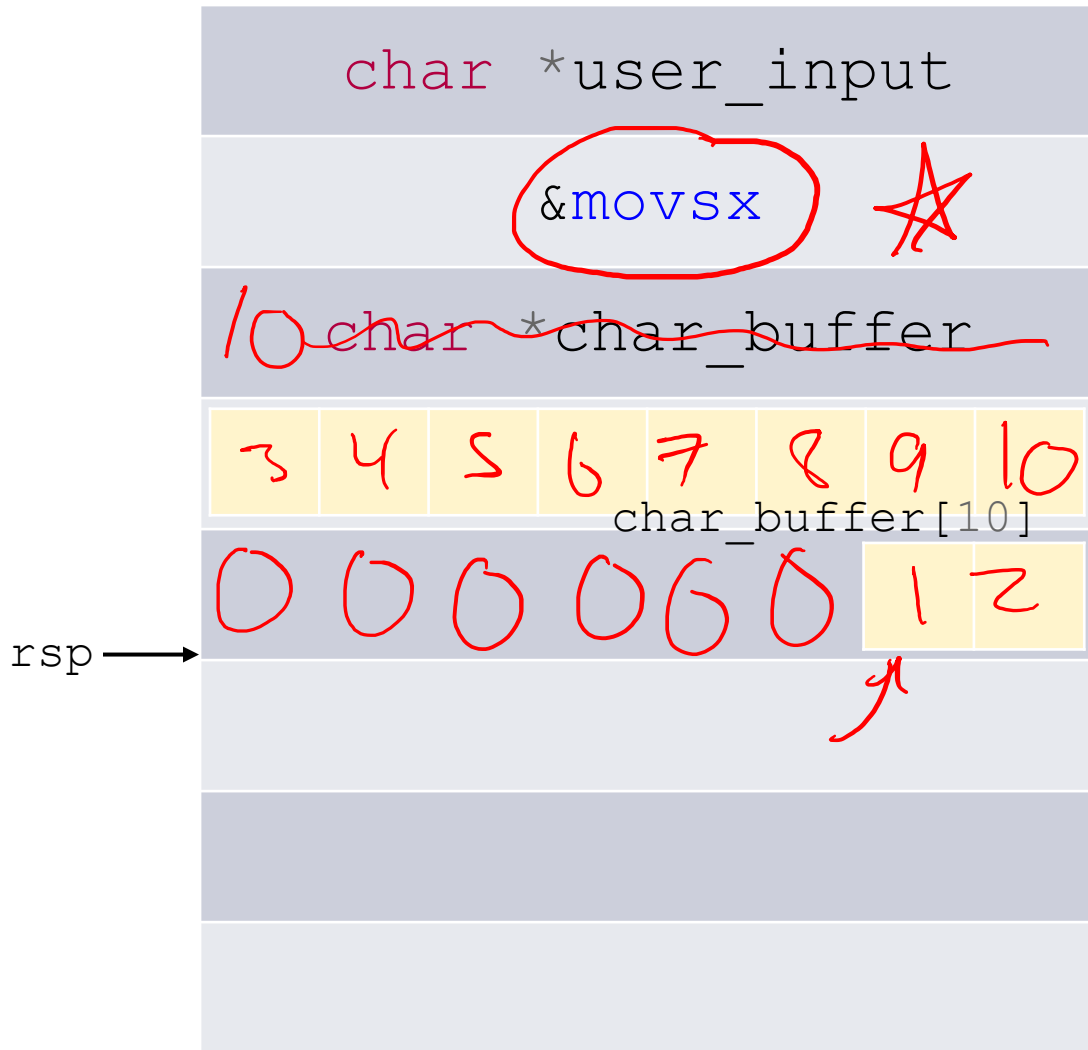 char *user_input
&movsx
10 char *char_buffer
3 4 5 6 7 8 9 10
char_buffer[10]
0 0 0 0 0 0 1 2
rsp